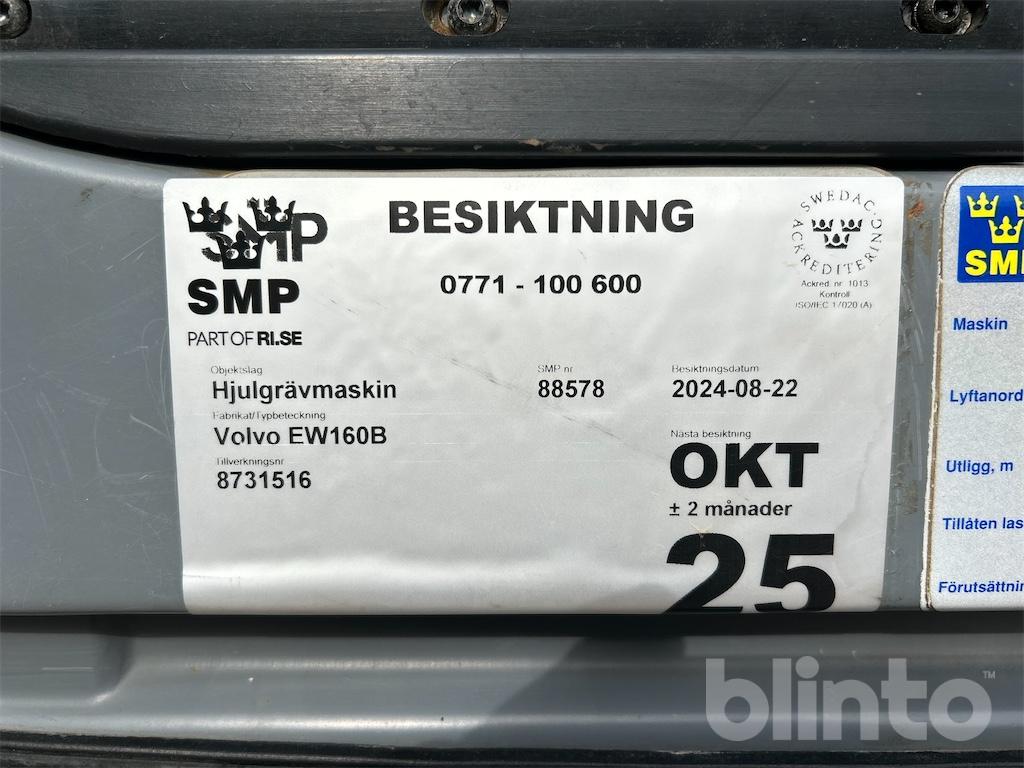 SMP
BESIKTNING
SWEDAC
ACKREDITERING
SMP
0771 - 100 600
Ackred. nr 1013
Kontroll
ISO/IEC 17020 (A)
PART OF RI.SE
Objektslag
SMP nr
Besiktningsdatum
Hjulgrävmaskin
88578
2024-08-22
Fabrikat/Typbeteckning
Volvo EW160B
Nästa besiktning
OKT
Tillverkningsnr
8731516
± 2 månader
25
SMP
Maskin
Lyftanord
Utligg, m
Tillåten las
Förutsättnin
blinto™